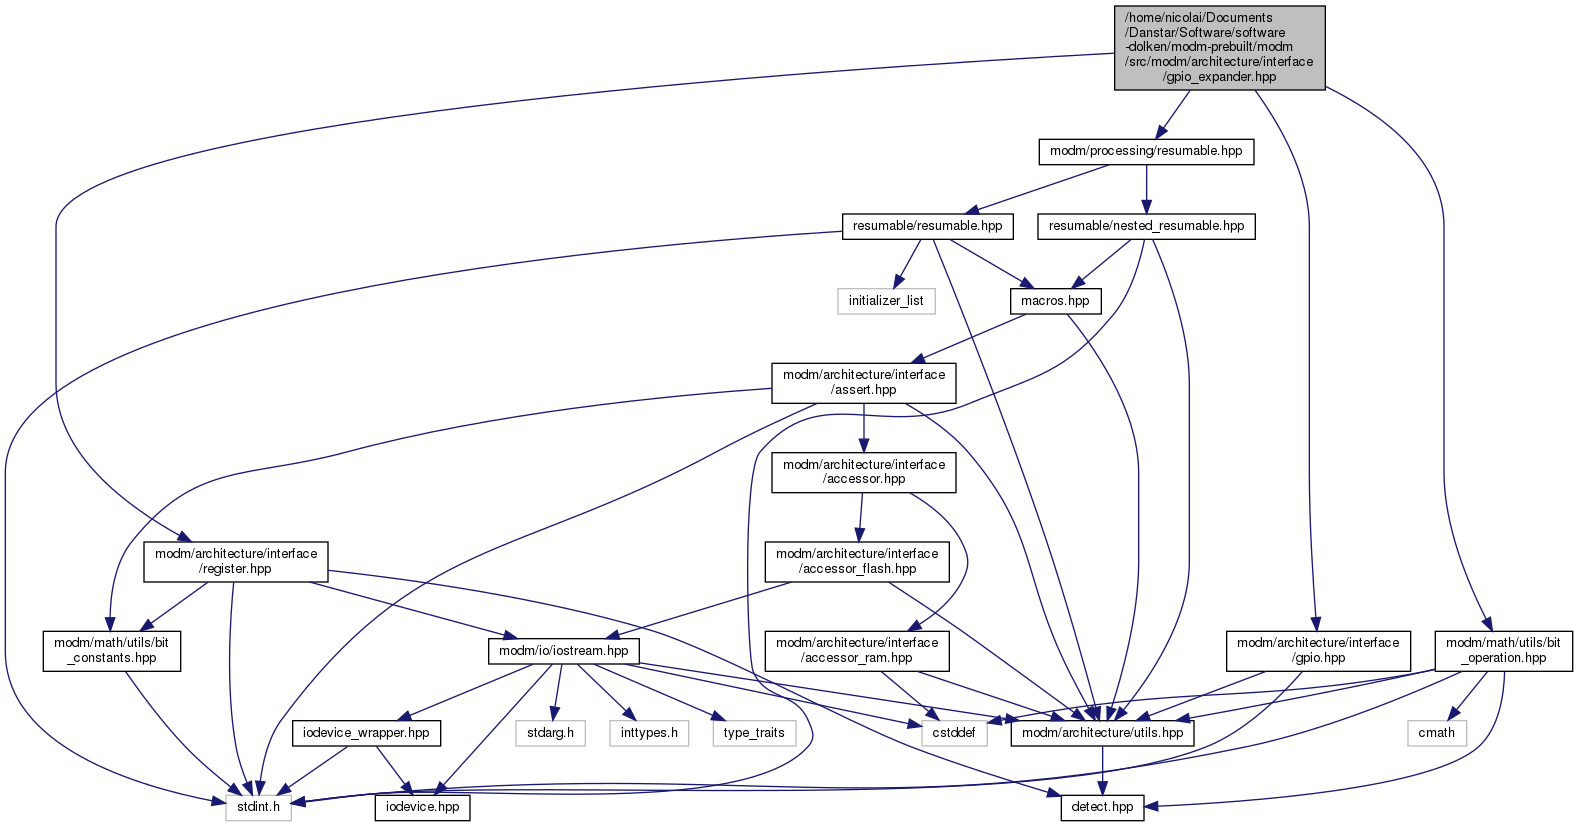 /home/nicolai/Documents
/Danstar/Software/software
-dolken/modm-prebuilt/modm
/src/modm/architecture/interface
/gpio_expander.hpp
modm/processing/resumable.hpp
resumable/resumable.hpp
resumable/nested_resumable.hpp
initializer_list
macros.hpp
modm/architecture/interface
/assert.hpp
modm/architecture/interface
/accessor.hpp
modm/architecture/interface
/register.hpp
modm/architecture/interface
/accessor_flash.hpp
modm/math/utils/bit
_constants.hpp
modm/io/iostream.hpp
modm/architecture/interface
/accessor_ram.hpp
modm/architecture/interface
/gpio.hpp
modm/math/utils/bit
_operation.hpp
iodevice_wrapper.hpp
stdarg.h
inttypes.h
type_traits
cstddef
modm/architecture/utils.hpp
cmath
stdint.h
iodevice.hpp
detect.hpp